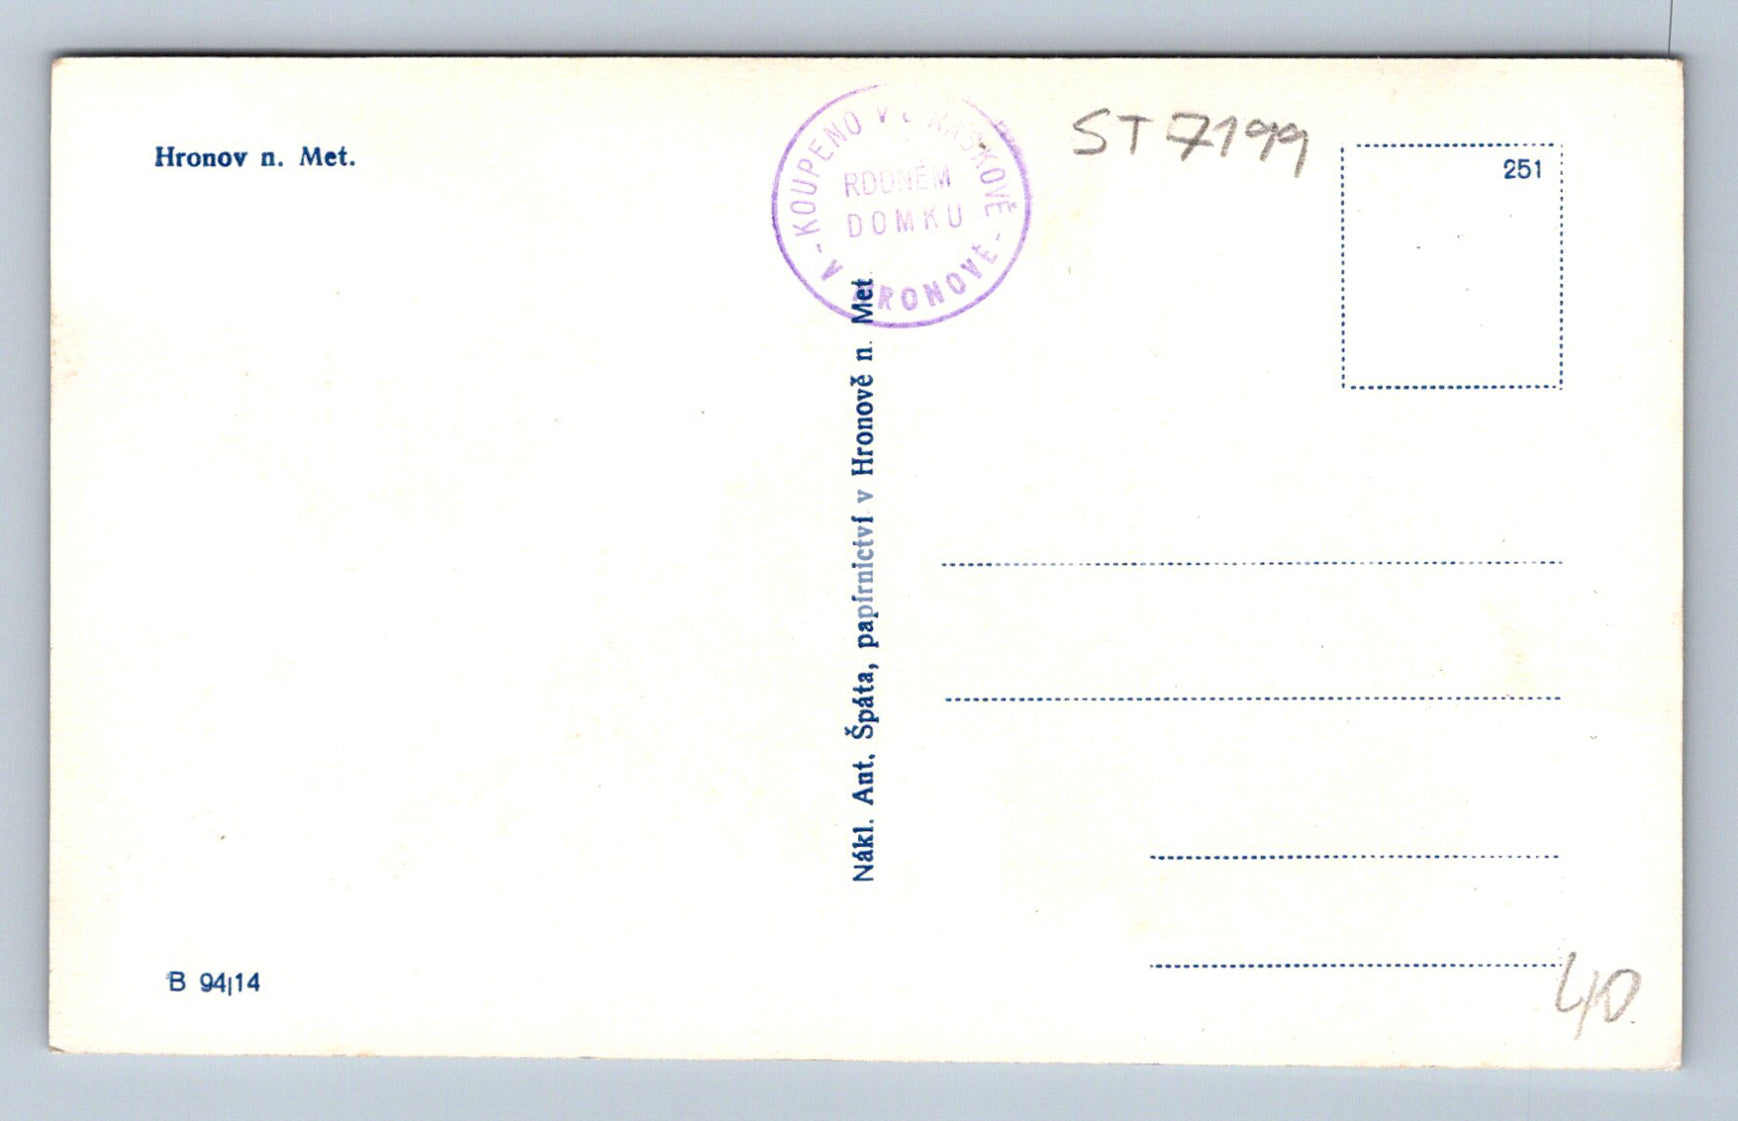 Hronov n. Met.
KOUPENO V JIRÁSKOVĚ
RODNÉM
DOMKU
- V HRONOVĚ -
ST 7199
251
Nákl. Ant. Špáta, papírnictví v Hronově n. Met.
B 94|14
40